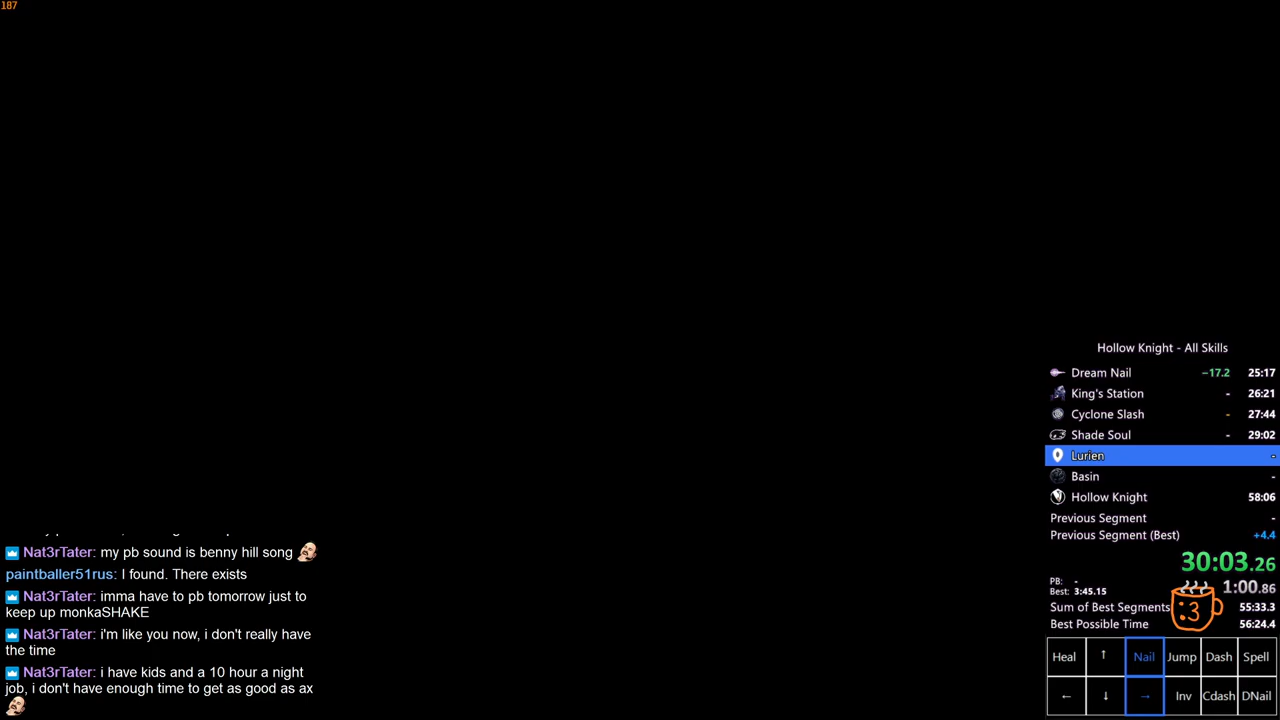 187
Hollow Knight - All Skills
Dream Nail −17.2 25:17
King's Station - 26:21
Cyclone Slash - 27:44
Shade Soul - 29:02
Lurien -
Basin -
Hollow Knight 58:06
Previous Segment -
Previous Segment (Best) +4.4
30:03.26
PB: -
Best: 3:45.15
1:00.86
:3
Sum of Best Segments 55:33.3
Best Possible Time 56:24.4
Heal ↑ Nail Jump Dash Spell
← ↓ → Inv Cdash DNail
Nat3rTater: my pb sound is benny hill song
paintballer51rus: I found. There exists
Nat3rTater: imma have to pb tomorrow just to
keep up monkaSHAKE
Nat3rTater: i'm like you now, i don't really have
the time
Nat3rTater: i have kids and a 10 hour a night
job, i don't have enough time to get as good as ax